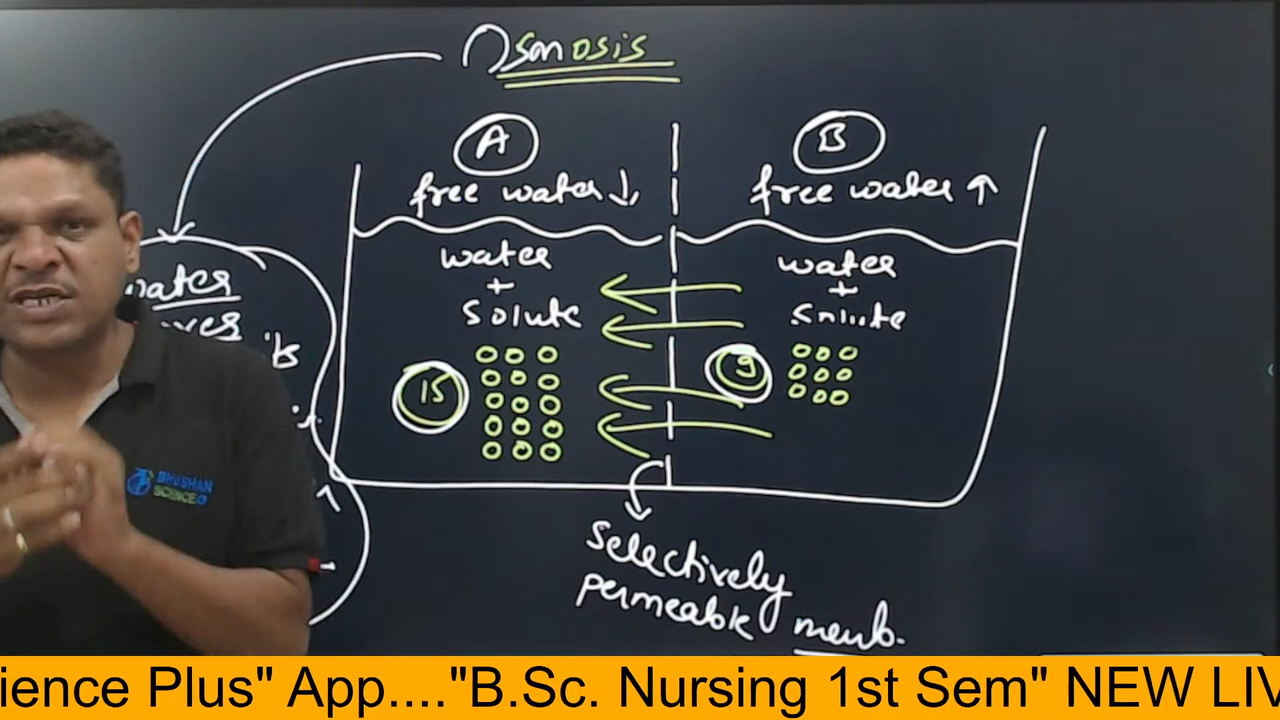 Osmosis
A
B
free water ↓
free water ↑
water
+
solute
water
+
solute
15
9
water
selectively
permeable memb.
BHUSHAN
SCIENCE
ience Plus" App...."B.Sc. Nursing 1st Sem" NEW LIV